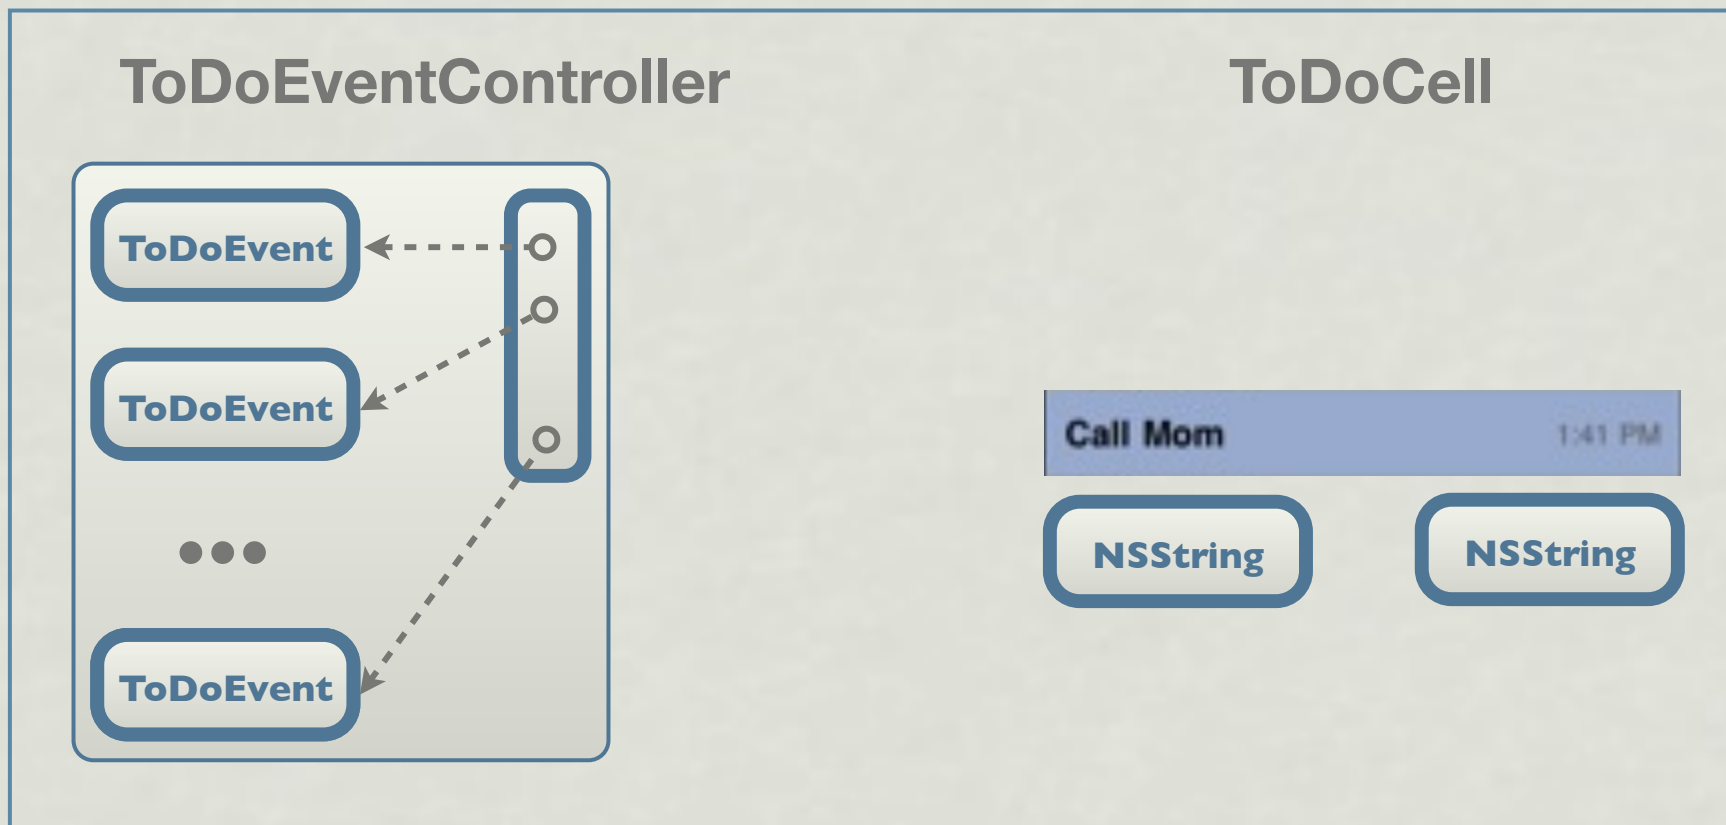 ToDoEventController
ToDoCell
ToDoEvent
ToDoEvent
ToDoEvent
Call Mom 1:41 PM
NSString NSString